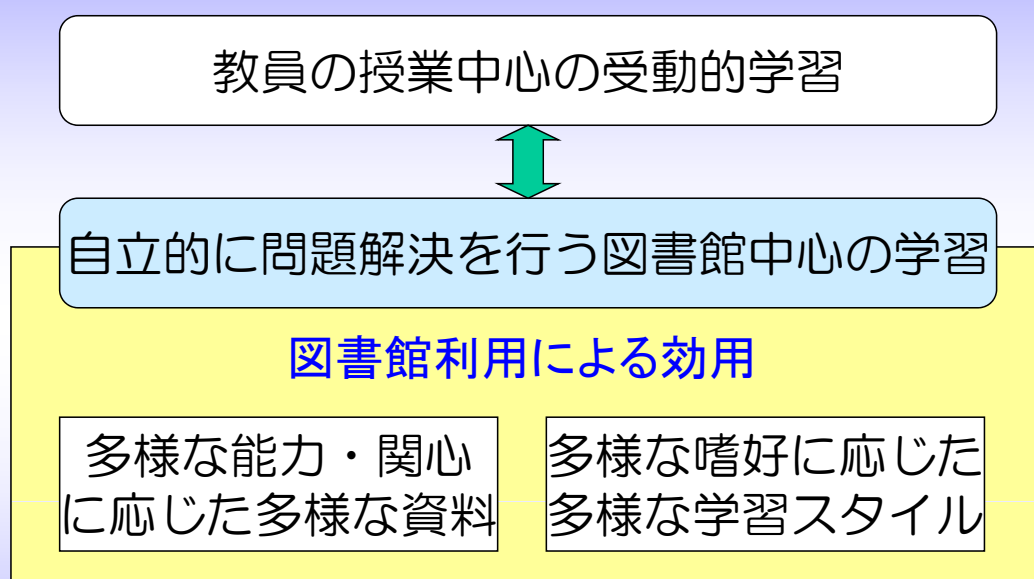 教員の授業中心の受動的学習
自立的に問題解決を行う図書館中心の学習
図書館利用による効用
多様な能力・関心
に応じた多様な資料
多様な嗜好に応じた
多様な学習スタイル